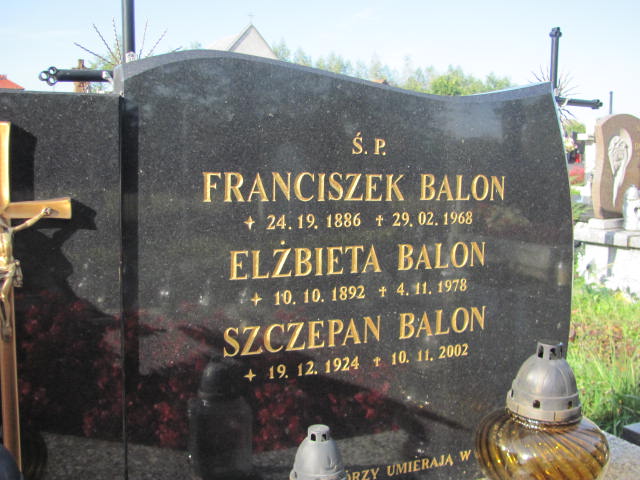 Ś. P.
FRANCISZEK BALON
✦ 24. 19. 1886 ✝ 29. 02. 1968
ELŻBIETA BALON
✦ 10. 10. 1892 ✝ 4. 11. 1978
SZCZEPAN BALON
✦ 19. 12. 1924 ✝ 10. 11. 2002
UMIERAJĄ W